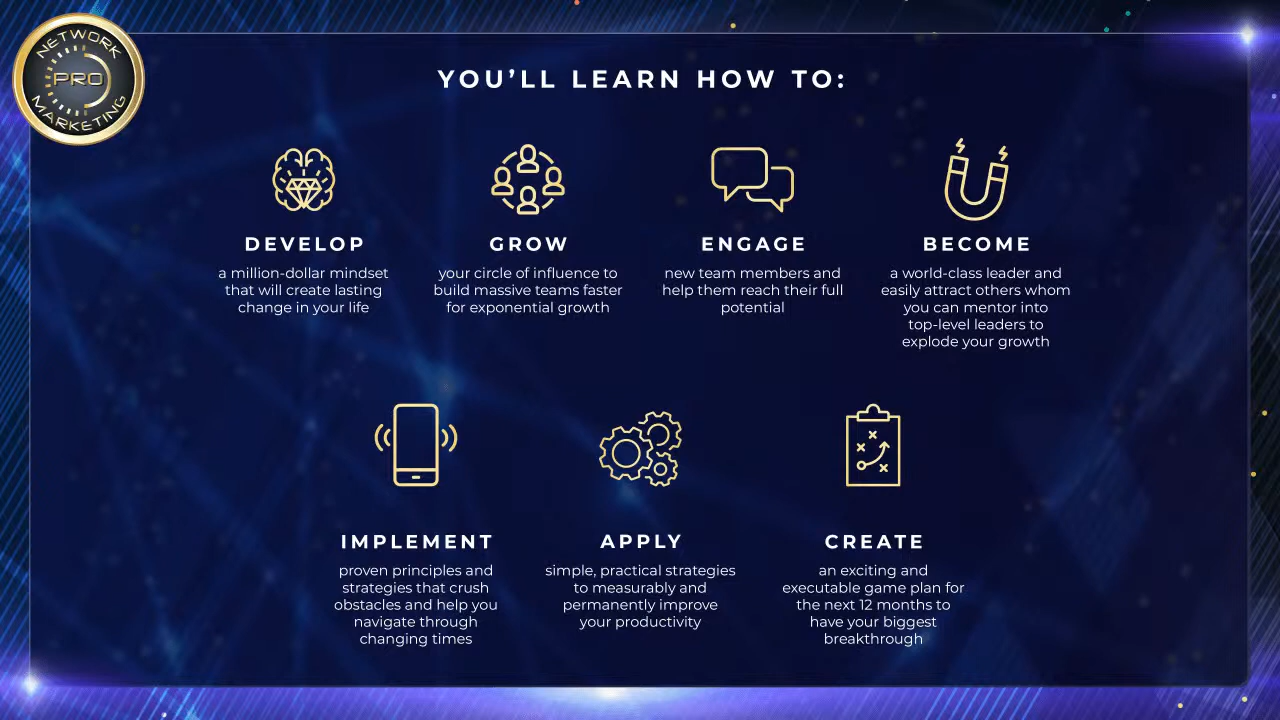 NETWORK
PRO
MARKETING
YOU'LL LEARN HOW TO:
DEVELOP
a million-dollar mindset
that will create lasting
change in your life
GROW
your circle of influence to
build massive teams faster
for exponential growth
ENGAGE
new team members and
help them reach their full
potential
BECOME
a world-class leader and
easily attract others whom
you can mentor into
top-level leaders to
explode your growth
IMPLEMENT
proven principles and
strategies that crush
obstacles and help you
navigate through
changing times
APPLY
simple, practical strategies
to measurably and
permanently improve
your productivity
CREATE
an exciting and
executable game plan for
the next 12 months to
have your biggest
breakthrough